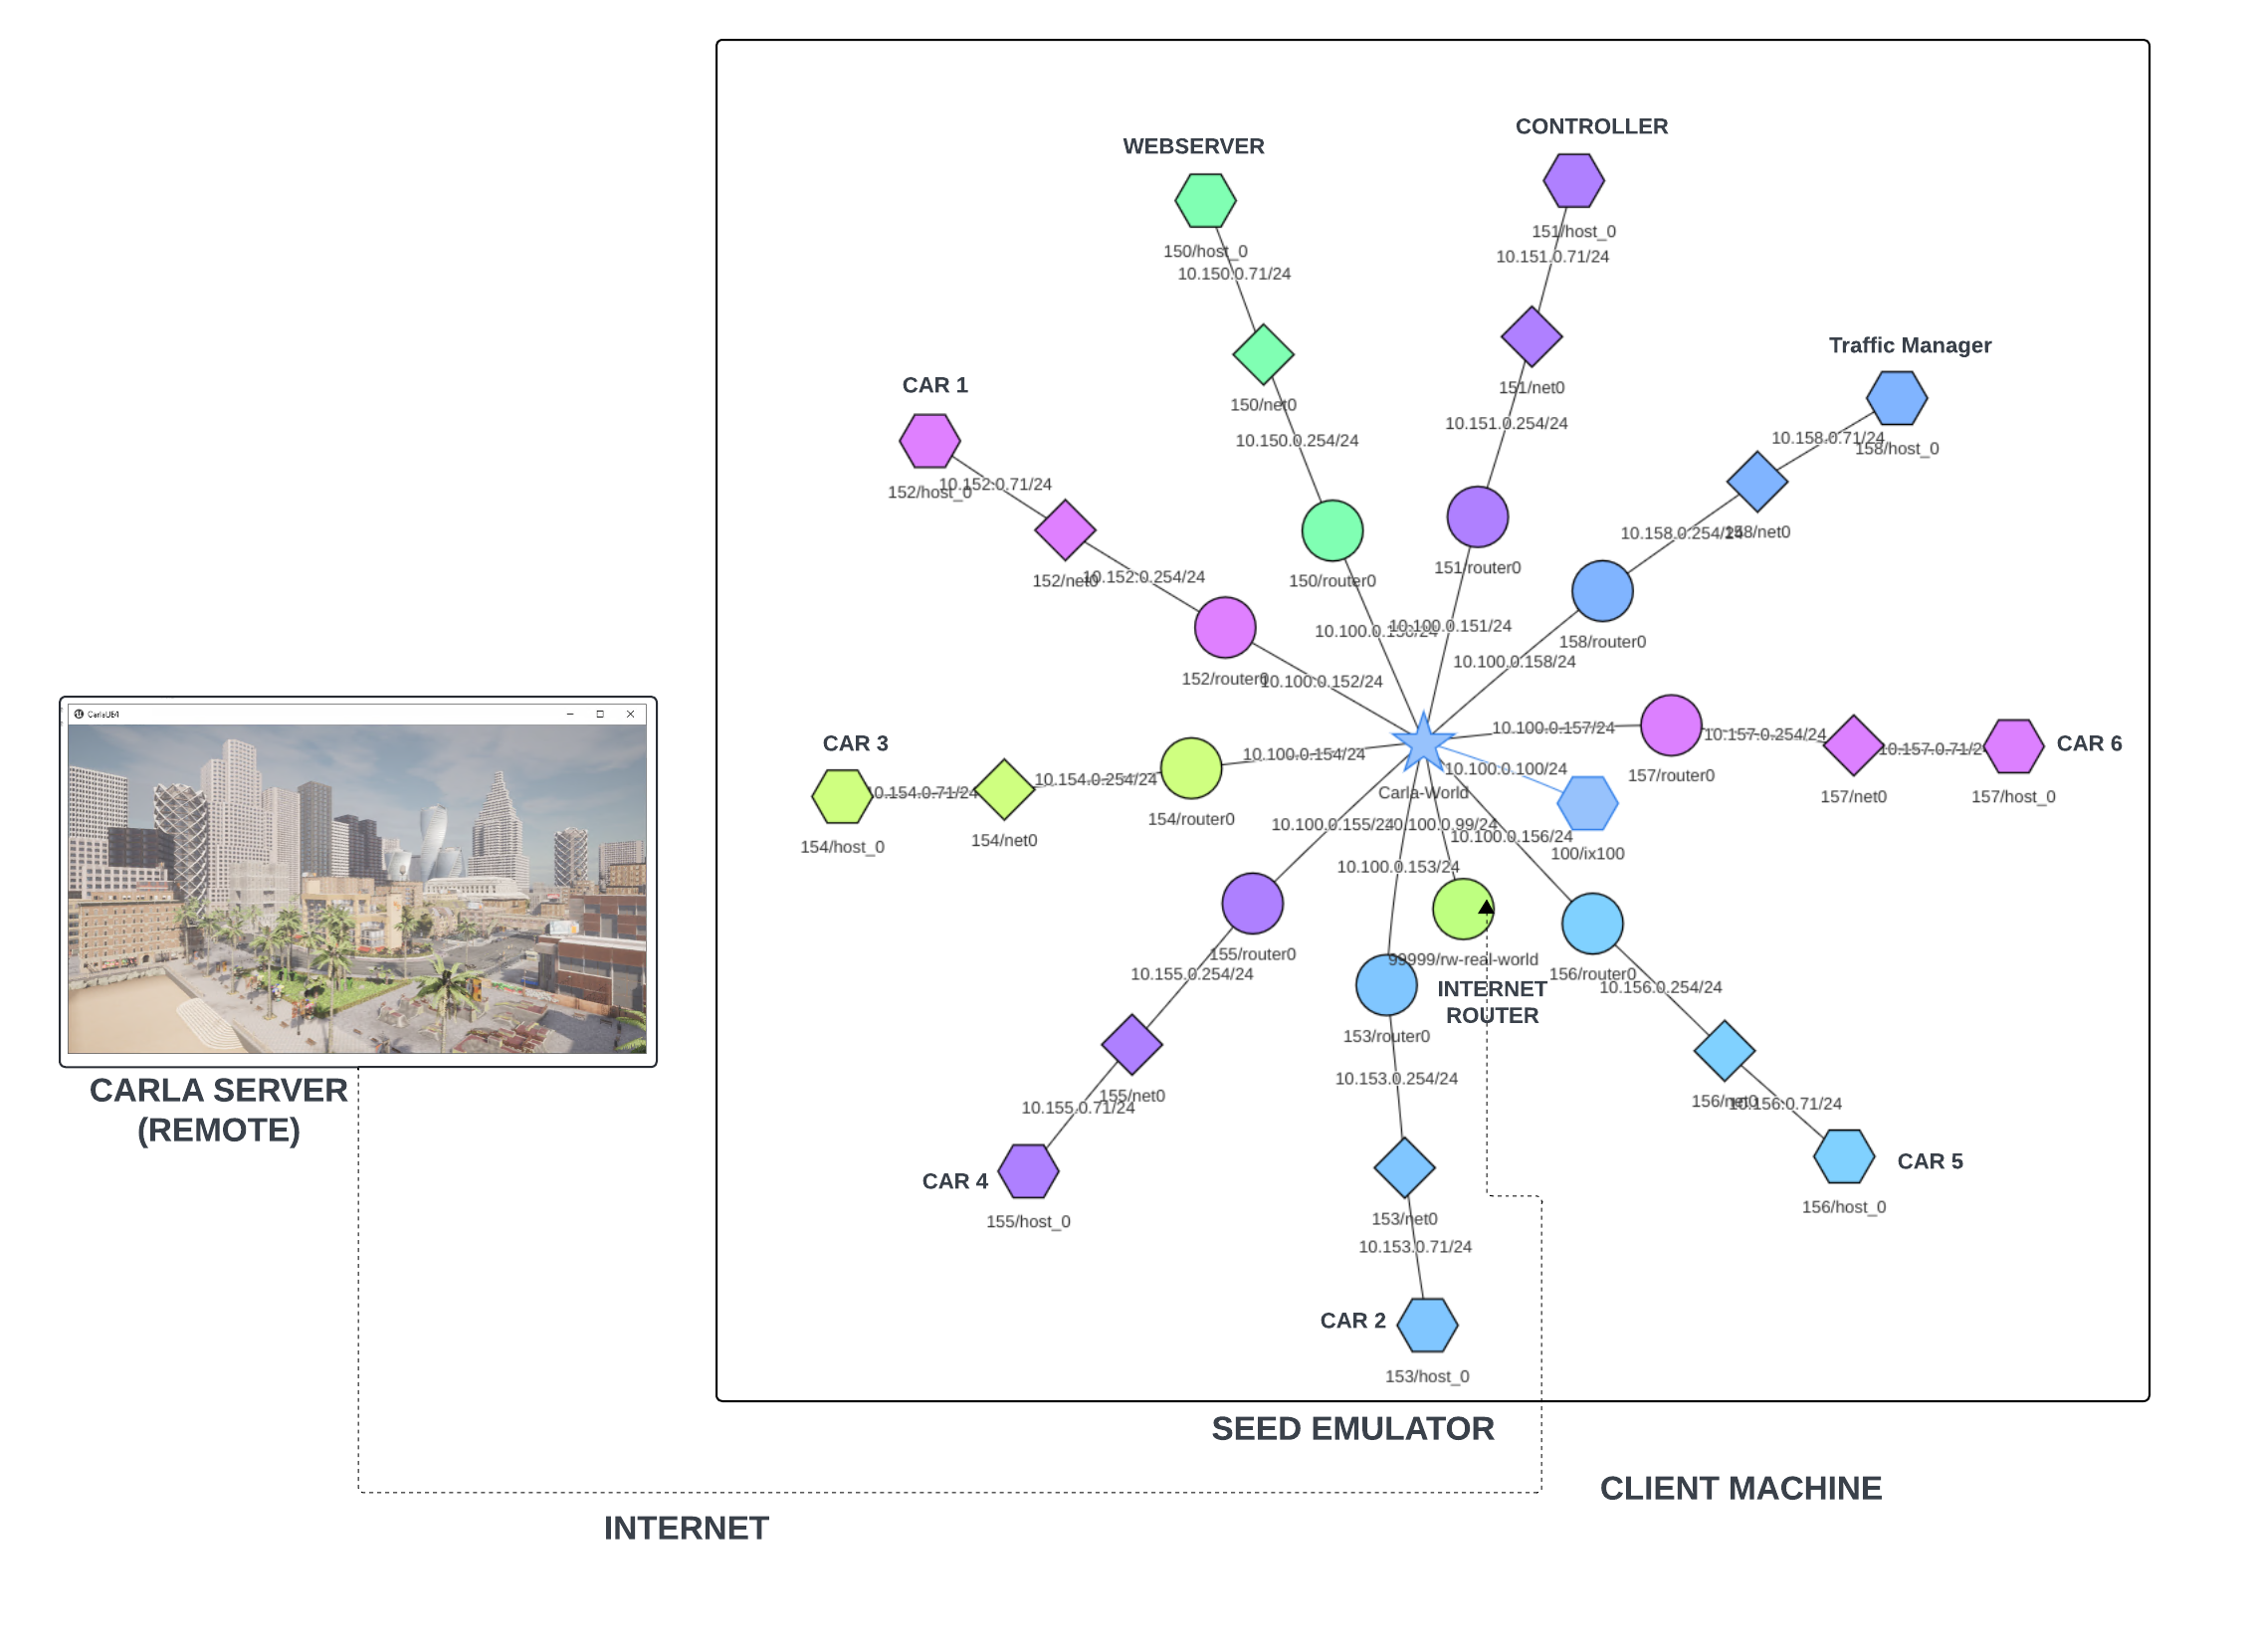 CONTROLLER
WEBSERVER
151/host_0
150/host_0
10.151.0.71/24
10.150.0.71/24
Traffic Manager
CAR 1
151/net0
150/net0
10.151.0.254/24
10.158.0.71/24
158/host_0
10.150.0.254/24
10.152.0.71/24
152/host_0
10.158.0.254/24
158/net0
151/router0
152/net0
10.152.0.254/24
150/router0
10.100.0.150/24
10.100.0.151/24
158/router0
10.100.0.158/24
152/router0
10.100.0.152/24
CarlaUE4
10.100.0.157/24
10.157.0.254/24
10.157.0.71/24
CAR 6
CAR 3
10.100.0.154/24
10.100.0.100/24
157/router0
10.154.0.254/24
10.154.0.71/24
Carla-World
157/net0
157/host_0
154/router0
10.100.0.155/24
10.100.0.99/24
10.100.0.156/24
154/net0
154/host_0
100/ix100
10.100.0.153/24
155/router0
99999/rw-real-world
156/router0
10.155.0.254/24
INTERNET
ROUTER
10.156.0.254/24
153/router0
10.153.0.254/24
CARLA SERVER
(REMOTE)
155/net0
10.155.0.71/24
156/net0
10.156.0.71/24
CAR 5
CAR 4
156/host_0
155/host_0
153/net0
10.153.0.71/24
CAR 2
153/host_0
SEED EMULATOR
CLIENT MACHINE
INTERNET